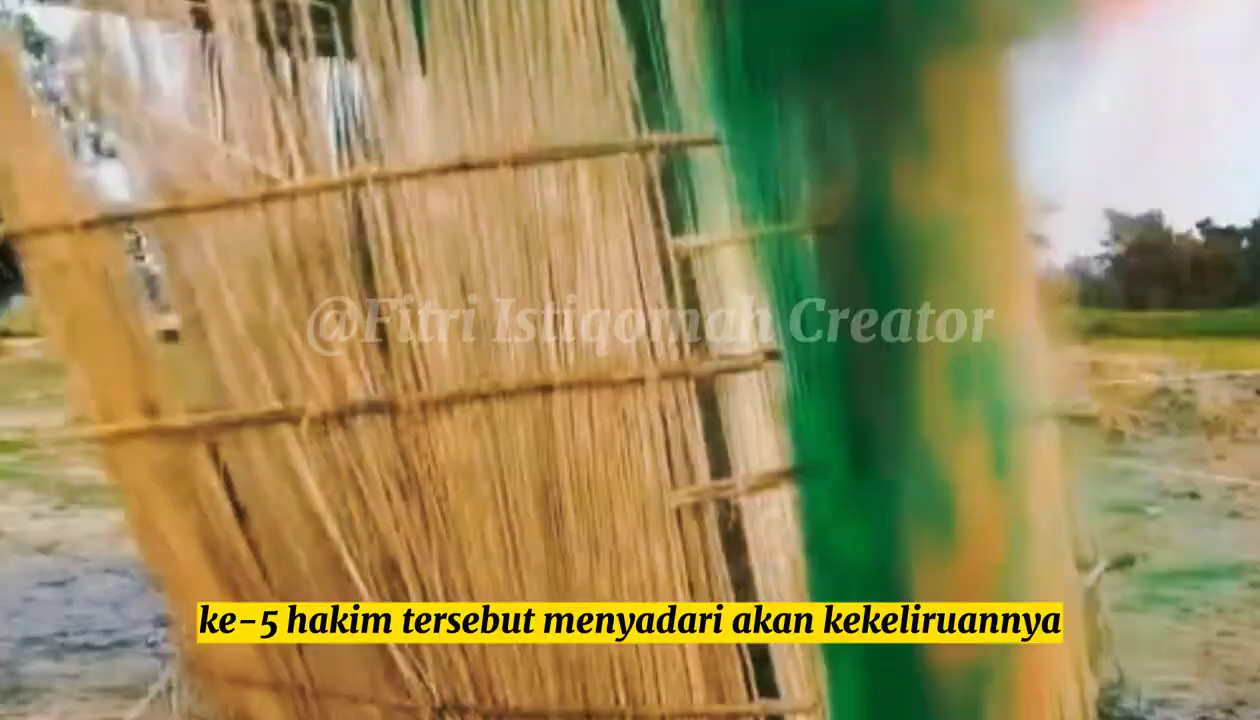 @Fitri Istiqomah Creator
ke-5 hakim tersebut menyadari akan kekeliruannya